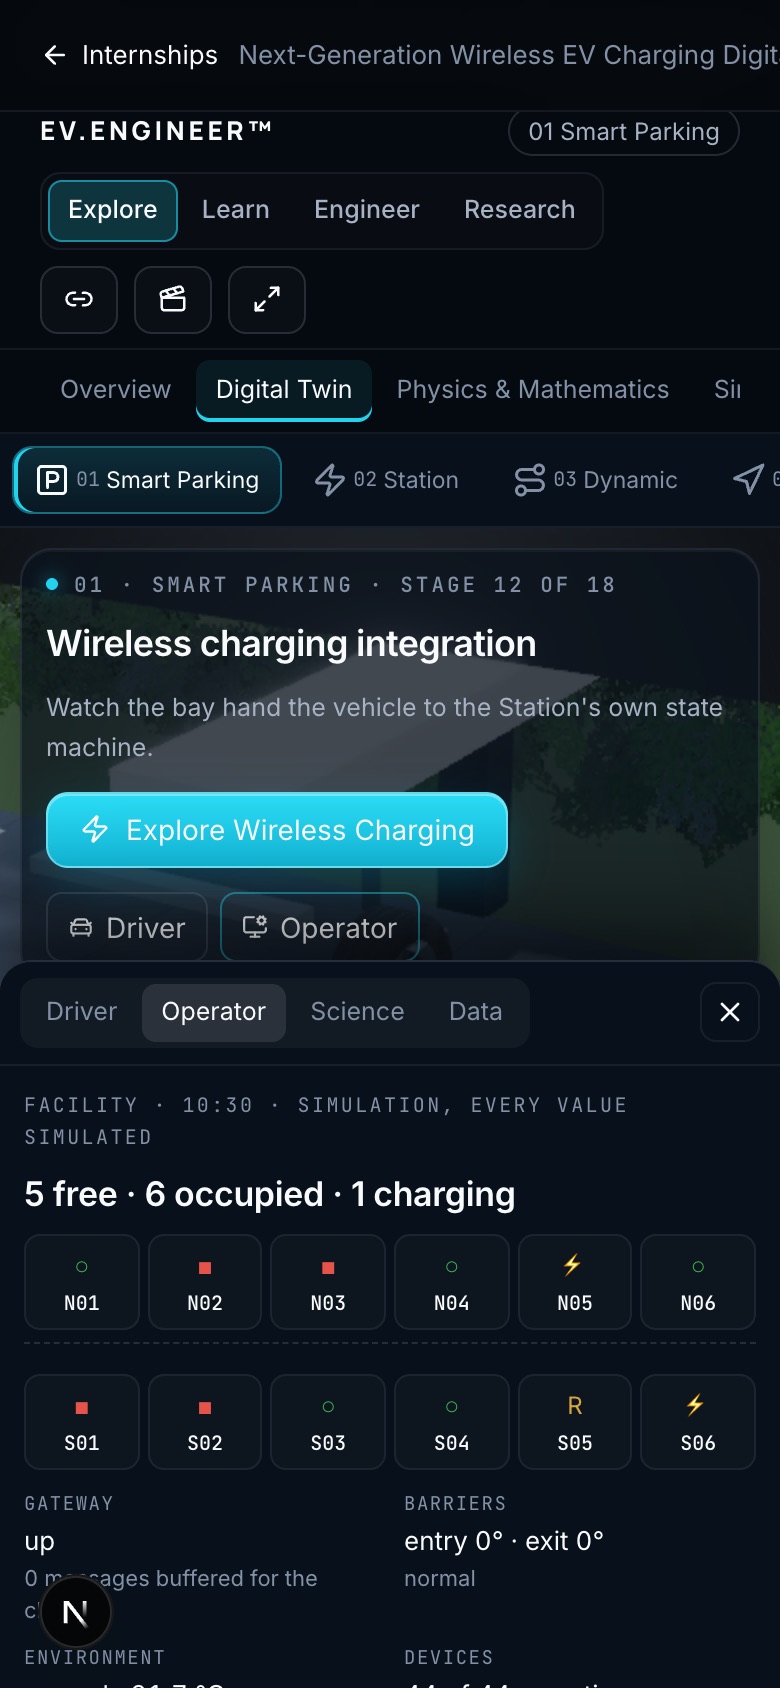 Internships Next-Generation Wireless EV Charging Digit
EV.ENGINEER™ 01 Smart Parking
Explore Learn Engineer Research
Overview Digital Twin Physics & Mathematics
01 Smart Parking 02 Station 03 Dynamic
01 · SMART PARKING · STAGE 12 OF 18
Wireless charging integration
Watch the bay hand the vehicle to the Station's own state
machine.
Explore Wireless Charging
Driver Operator
Driver Operator Science Data
FACILITY · 10:30 · SIMULATION, EVERY VALUE
SIMULATED
5 free · 6 occupied · 1 charging
N01 N02 N03 N04 N05 N06
R
S01 S02 S03 S04 S05 S06
GATEWAY BARRIERS
up entry 0° · exit 0°
0 messages buffered for the normal
N
ENVIRONMENT DEVICES